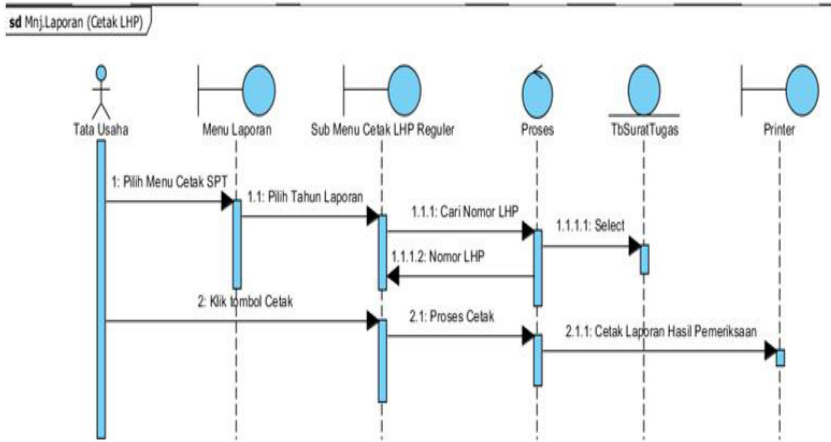 sd Mnj.Laporan (Cetak LHP)
Tata Usaha
Menu Laporan
Sub Menu Cetak LHP Reguler
Proses
TbSuratTugas
Printer
1: Pilih Menu Cetak SPT
1.1: Pilih Tahun Laporan
1.1.1: Cari Nomor LHP
1.1.1.1: Select
1.1.1.2: Nomor LHP
2: Klik tombol Cetak
2.1: Proses Cetak
2.1.1: Cetak Laporan Hasil Pemeriksaan